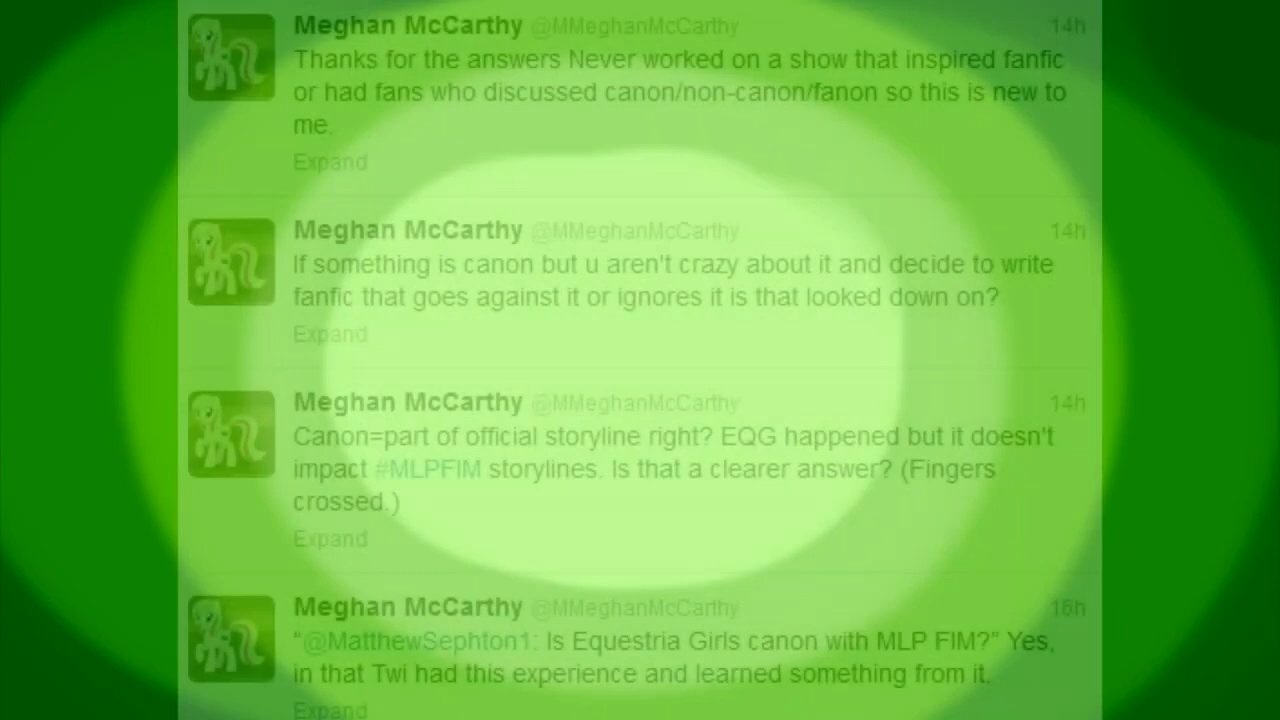 Meghan McCarthy @MMeghanMcCarthy 14h
Thanks for the answers Never worked on a show that inspired fanfic
or had fans who discussed canon/non-canon/fanon so this is new to
me.
Expand
Meghan McCarthy @MMeghanMcCarthy 14h
If something is canon but u aren't crazy about it and decide to write
fanfic that goes against it or ignores it is that looked down on?
Expand
Meghan McCarthy @MMeghanMcCarthy 14h
Canon=part of official storyline right? EQG happened but it doesn't
impact #MLPFIM storylines. Is that a clearer answer? (Fingers
crossed.)
Expand
Meghan McCarthy @MMeghanMcCarthy 16h
“@MatthewSephton1: Is Equestria Girls canon with MLP FIM?” Yes,
in that Twi had this experience and learned something from it.
Expand